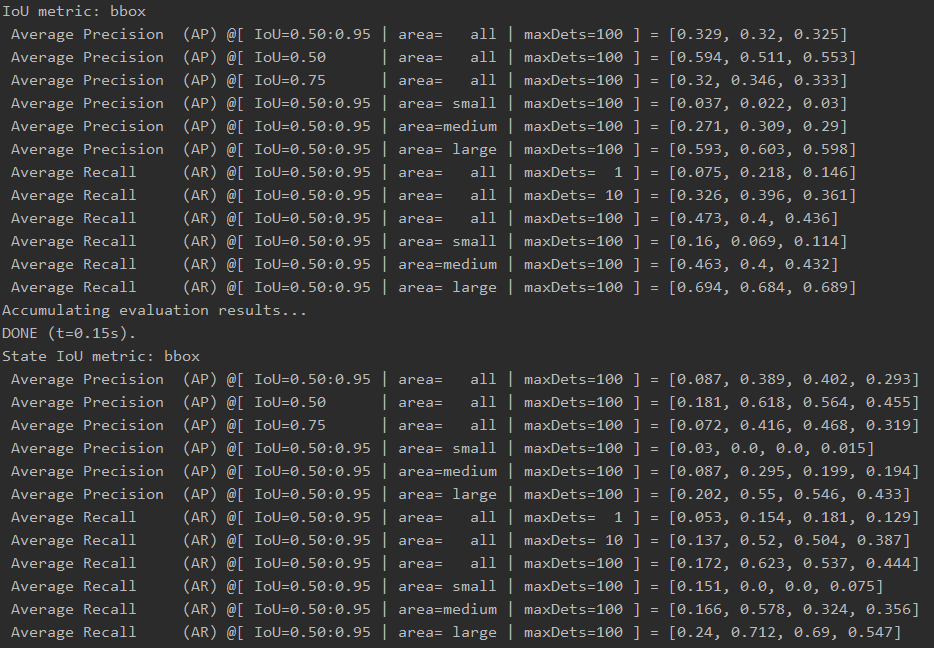 IoU metric: bbox
 Average Precision  (AP) @[ IoU=0.50:0.95 | area=   all | maxDets=100 ] = [0.329, 0.32, 0.325]
 Average Precision  (AP) @[ IoU=0.50      | area=   all | maxDets=100 ] = [0.594, 0.511, 0.553]
 Average Precision  (AP) @[ IoU=0.75      | area=   all | maxDets=100 ] = [0.32, 0.346, 0.333]
 Average Precision  (AP) @[ IoU=0.50:0.95 | area= small | maxDets=100 ] = [0.037, 0.022, 0.03]
 Average Precision  (AP) @[ IoU=0.50:0.95 | area=medium | maxDets=100 ] = [0.271, 0.309, 0.29]
 Average Precision  (AP) @[ IoU=0.50:0.95 | area= large | maxDets=100 ] = [0.593, 0.603, 0.598]
 Average Recall     (AR) @[ IoU=0.50:0.95 | area=   all | maxDets=  1 ] = [0.075, 0.218, 0.146]
 Average Recall     (AR) @[ IoU=0.50:0.95 | area=   all | maxDets= 10 ] = [0.326, 0.396, 0.361]
 Average Recall     (AR) @[ IoU=0.50:0.95 | area=   all | maxDets=100 ] = [0.473, 0.4, 0.436]
 Average Recall     (AR) @[ IoU=0.50:0.95 | area= small | maxDets=100 ] = [0.16, 0.069, 0.114]
 Average Recall     (AR) @[ IoU=0.50:0.95 | area=medium | maxDets=100 ] = [0.463, 0.4, 0.432]
 Average Recall     (AR) @[ IoU=0.50:0.95 | area= large | maxDets=100 ] = [0.694, 0.684, 0.689]
Accumulating evaluation results...
DONE (t=0.15s).
State IoU metric: bbox
 Average Precision  (AP) @[ IoU=0.50:0.95 | area=   all | maxDets=100 ] = [0.087, 0.389, 0.402, 0.293]
 Average Precision  (AP) @[ IoU=0.50      | area=   all | maxDets=100 ] = [0.181, 0.618, 0.564, 0.455]
 Average Precision  (AP) @[ IoU=0.75      | area=   all | maxDets=100 ] = [0.072, 0.416, 0.468, 0.319]
 Average Precision  (AP) @[ IoU=0.50:0.95 | area= small | maxDets=100 ] = [0.03, 0.0, 0.0, 0.015]
 Average Precision  (AP) @[ IoU=0.50:0.95 | area=medium | maxDets=100 ] = [0.087, 0.295, 0.199, 0.194]
 Average Precision  (AP) @[ IoU=0.50:0.95 | area= large | maxDets=100 ] = [0.202, 0.55, 0.546, 0.433]
 Average Recall     (AR) @[ IoU=0.50:0.95 | area=   all | maxDets=  1 ] = [0.053, 0.154, 0.181, 0.129]
 Average Recall     (AR) @[ IoU=0.50:0.95 | area=   all | maxDets= 10 ] = [0.137, 0.52, 0.504, 0.387]
 Average Recall     (AR) @[ IoU=0.50:0.95 | area=   all | maxDets=100 ] = [0.172, 0.623, 0.537, 0.444]
 Average Recall     (AR) @[ IoU=0.50:0.95 | area= small | maxDets=100 ] = [0.151, 0.0, 0.0, 0.075]
 Average Recall     (AR) @[ IoU=0.50:0.95 | area=medium | maxDets=100 ] = [0.166, 0.578, 0.324, 0.356]
 Average Recall     (AR) @[ IoU=0.50:0.95 | area= large | maxDets=100 ] = [0.24, 0.712, 0.69, 0.547]